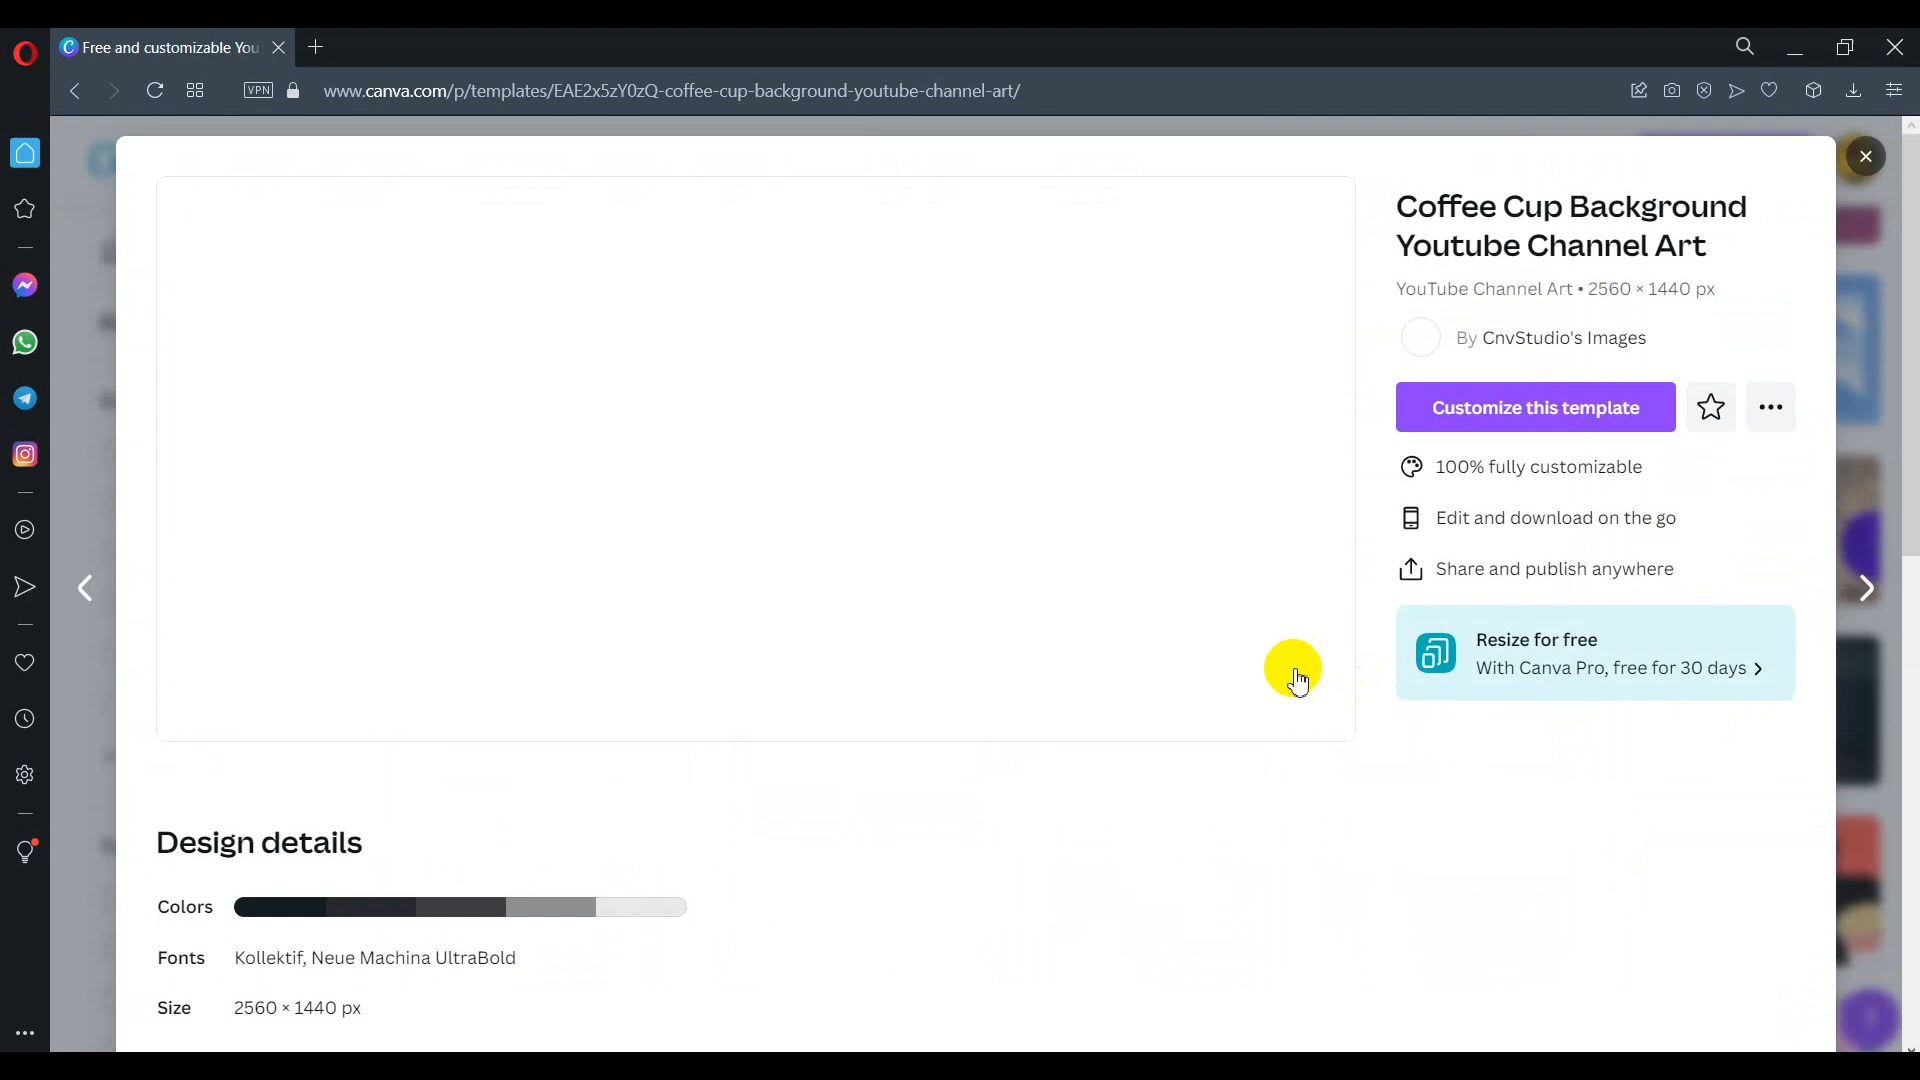 Free and customizable You
VPN
www.canva.com/p/templates/EAE2x5zY0zQ-coffee-cup-background-youtube-channel-art/
Coffee Cup Background
Youtube Channel Art
YouTube Channel Art • 2560 × 1440 px
By CnvStudio's Images
Customize this template
100% fully customizable
Edit and download on the go
Share and publish anywhere
Resize for free
With Canva Pro, free for 30 days
Design details
Colors
Fonts Kollektif, Neue Machina UltraBold
Size 2560 × 1440 px